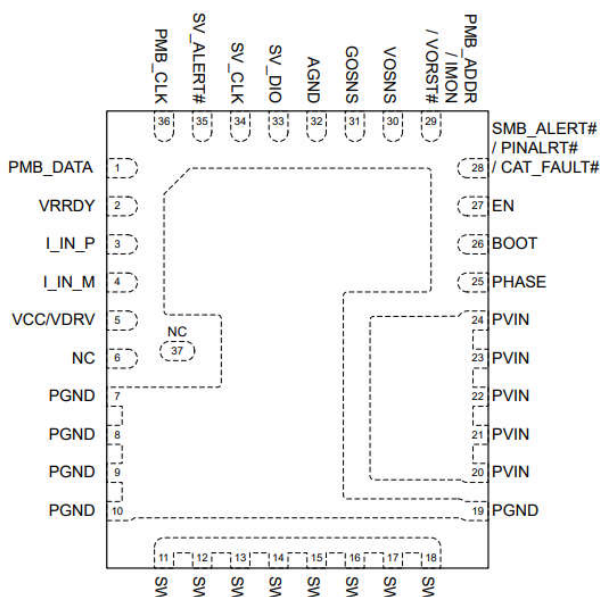 PMB_CLK
SV_ALERT#
SV_CLK
SV_DIO
AGND
GOSNS
VOSNS
/ VORST#
/ IMON
PMB_ADDR
36
35
34
33
32
31
30
29
SMB_ALERT#
/ PINALRT#
/ CAT_FAULT#
28
PMB_DATA 1
VRRDY 2
27 EN
I_IN_P 3
26 BOOT
I_IN_M 4
25 PHASE
VCC/VDRV 5
24 PVIN
NC
37
NC 6
23 PVIN
PGND 7
22 PVIN
PGND 8
21 PVIN
PGND 9
20 PVIN
PGND 10
19 PGND
11
12
13
14
15
16
17
18
SW
SW
SW
SW
SW
SW
SW
SW